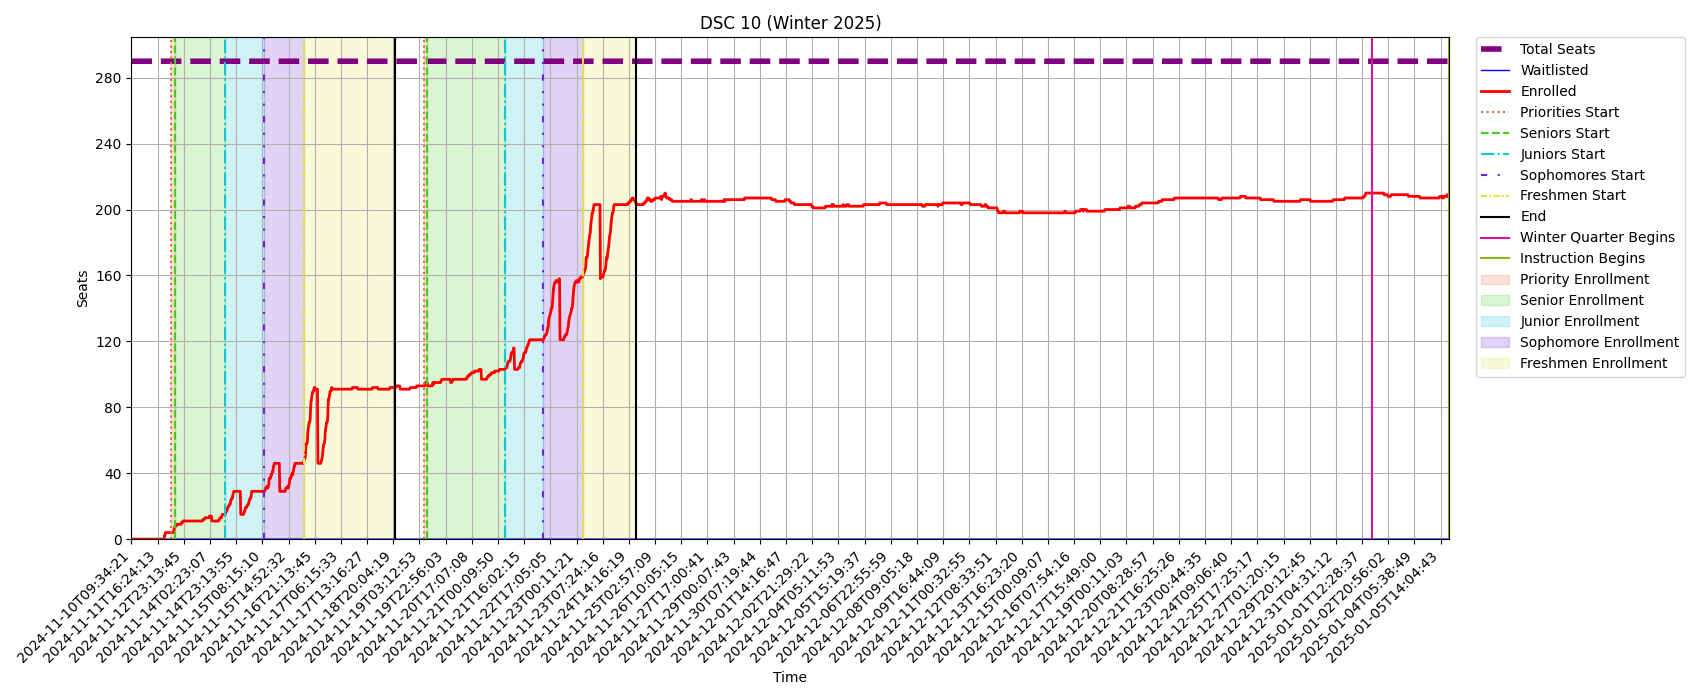 DSC 10 (Winter 2025)
Seats
280
240
200
160
120
80
40
0
2024-11-10T09:34:21
2024-11-11T16:24:13
2024-11-12T23:13:45
2024-11-14T02:23:07
2024-11-14T23:13:55
2024-11-15T08:15:10
2024-11-15T14:52:32
2024-11-16T21:13:45
2024-11-17T06:15:33
2024-11-17T13:16:27
2024-11-18T20:04:19
2024-11-19T03:12:53
2024-11-19T22:56:03
2024-11-20T17:07:08
2024-11-21T00:09:50
2024-11-21T16:02:15
2024-11-22T17:05:05
2024-11-23T00:11:21
2024-11-23T07:24:16
2024-11-24T14:16:19
2024-11-25T02:57:09
2024-11-26T10:05:15
2024-11-27T17:00:41
2024-11-29T00:07:43
2024-11-30T07:19:44
2024-12-01T14:16:47
2024-12-02T21:29:22
2024-12-04T05:11:53
2024-12-05T15:19:37
2024-12-06T22:55:59
2024-12-08T09:05:18
2024-12-09T16:44:09
2024-12-11T00:32:55
2024-12-12T08:33:51
2024-12-13T16:23:20
2024-12-15T00:09:07
2024-12-16T07:54:16
2024-12-17T15:49:00
2024-12-19T00:11:03
2024-12-20T08:28:57
2024-12-21T16:25:26
2024-12-23T00:44:35
2024-12-24T09:06:40
2024-12-25T17:25:17
2024-12-27T01:20:15
2024-12-29T20:12:45
2024-12-31T04:31:12
2025-01-01T12:28:37
2025-01-02T20:56:02
2025-01-04T05:38:49
2025-01-05T14:04:43
Time
Total Seats
Waitlisted
Enrolled
Priorities Start
Seniors Start
Juniors Start
Sophomores Start
Freshmen Start
End
Winter Quarter Begins
Instruction Begins
Priority Enrollment
Senior Enrollment
Junior Enrollment
Sophomore Enrollment
Freshmen Enrollment